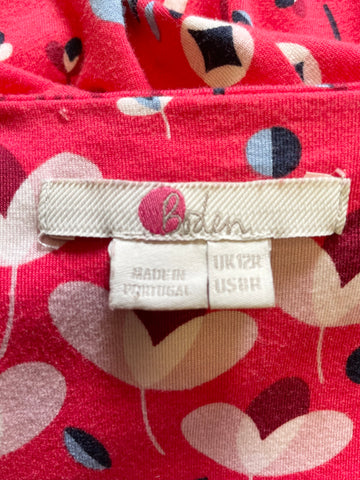 Boden
MADE IN
PORTUGAL
UK12R
US8R